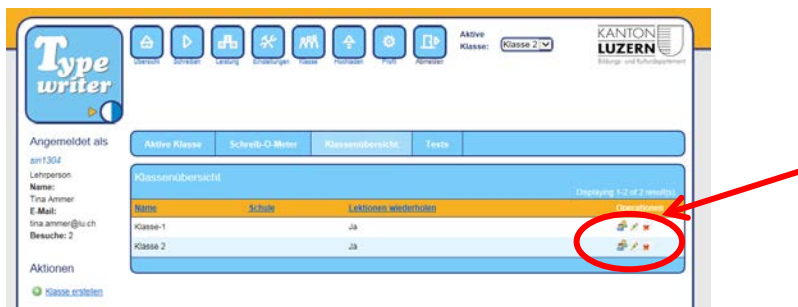 Type
writer
Übersicht Schreiben Leistung Einstellungen Klasse Hochladen Profil Abmelden
Aktive
Klasse: Klasse 2
KANTON
LUZERN
Bildungs- und Kulturdepartement
Angemeldet als
Lehrperson
Name:
Tina Ammer
E-Mail:
tina.ammer@lu.ch
Besuche: 2
Aktionen
Klasse erstellen
Aktive Klasse Schreib-O-Meter Klassenübersicht Tests
Klassenübersicht
Displaying 1-2 of 2 result(s).
Name Schule Lektionen wiederholen Operationen
Klasse-1 Ja
Klasse 2 Ja